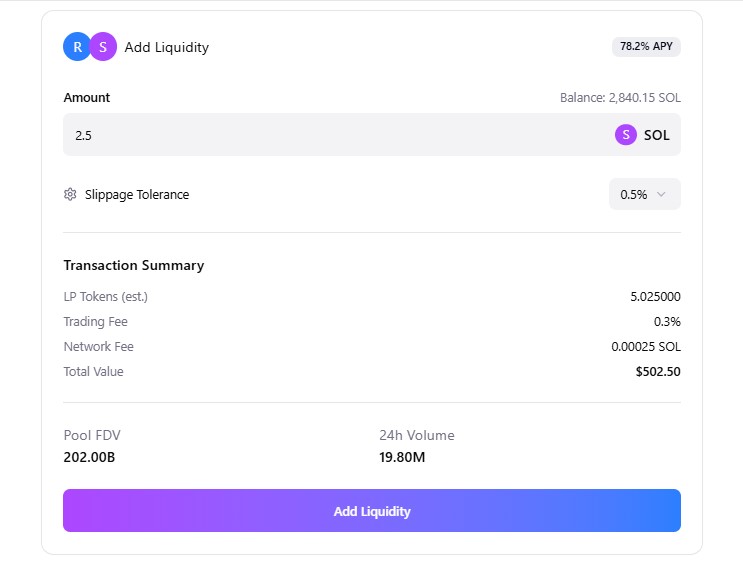 R S Add Liquidity 78.2% APY
Amount Balance: 2,840.15 SOL
2.5 S SOL
Slippage Tolerance 0.5%
Transaction Summary
LP Tokens (est.) 5.025000
Trading Fee 0.3%
Network Fee 0.00025 SOL
Total Value $502.50
Pool FDV 24h Volume
202.00B 19.80M
Add Liquidity